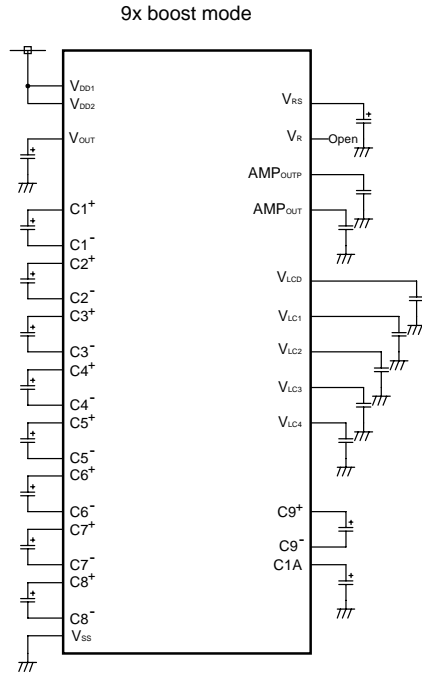 9x boost mode
VDD1
VDD2
VOUT
C1+
C1-
C2+
C2-
C3+
C3-
C4+
C4-
C5+
C5-
C6+
C6-
C7+
C7-
C8+
C8-
VSS
VRS
VR
Open
AMPOUTP
AMPOUT
VLCD
VLC1
VLC2
VLC3
VLC4
C9+
C9-
C1A